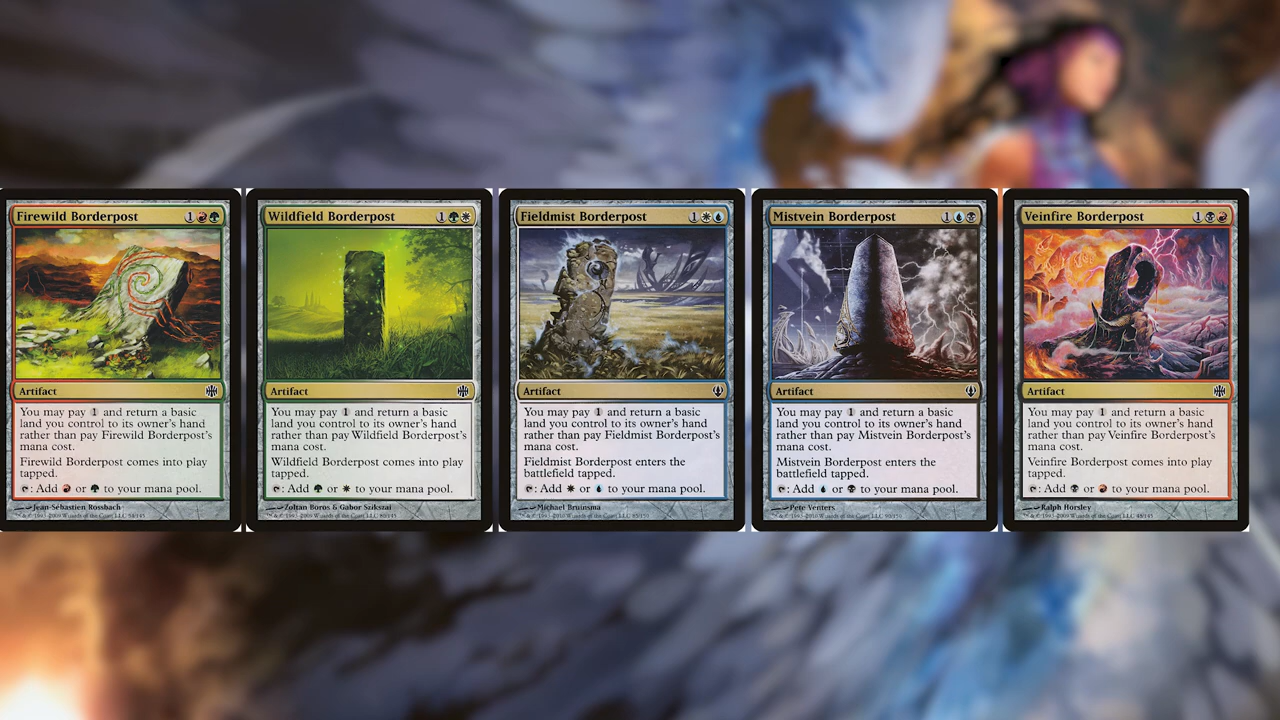 Firewild Borderpost 1
Artifact
You may pay 1 and return a basic
land you control to its owner's hand
rather than pay Firewild Borderpost's
mana cost.
Firewild Borderpost comes into play
tapped.
: Add or to your mana pool.
Jean-Sébastien Rossbach
Wildfield Borderpost 1
Artifact
You may pay 1 and return a basic
land you control to its owner's hand
rather than pay Wildfield Borderpost's
mana cost.
Wildfield Borderpost comes into play
tapped.
: Add or to your mana pool.
Zoltan Boros & Gabor Szikszai
Fieldmist Borderpost 1
Artifact
You may pay 1 and return a basic
land you control to its owner's hand
rather than pay Fieldmist Borderpost's
mana cost.
Fieldmist Borderpost enters the
battlefield tapped.
: Add or to your mana pool.
Michael Bruinsma
Mistvein Borderpost 1
Artifact
You may pay 1 and return a basic
land you control to its owner's hand
rather than pay Mistvein Borderpost's
mana cost.
Mistvein Borderpost enters the
battlefield tapped.
: Add or to your mana pool.
Pete Venters
Veinfire Borderpost 1
Artifact
You may pay 1 and return a basic
land you control to its owner's hand
rather than pay Veinfire Borderpost's
mana cost.
Veinfire Borderpost comes into play
tapped.
: Add or to your mana pool.
Ralph Horsley